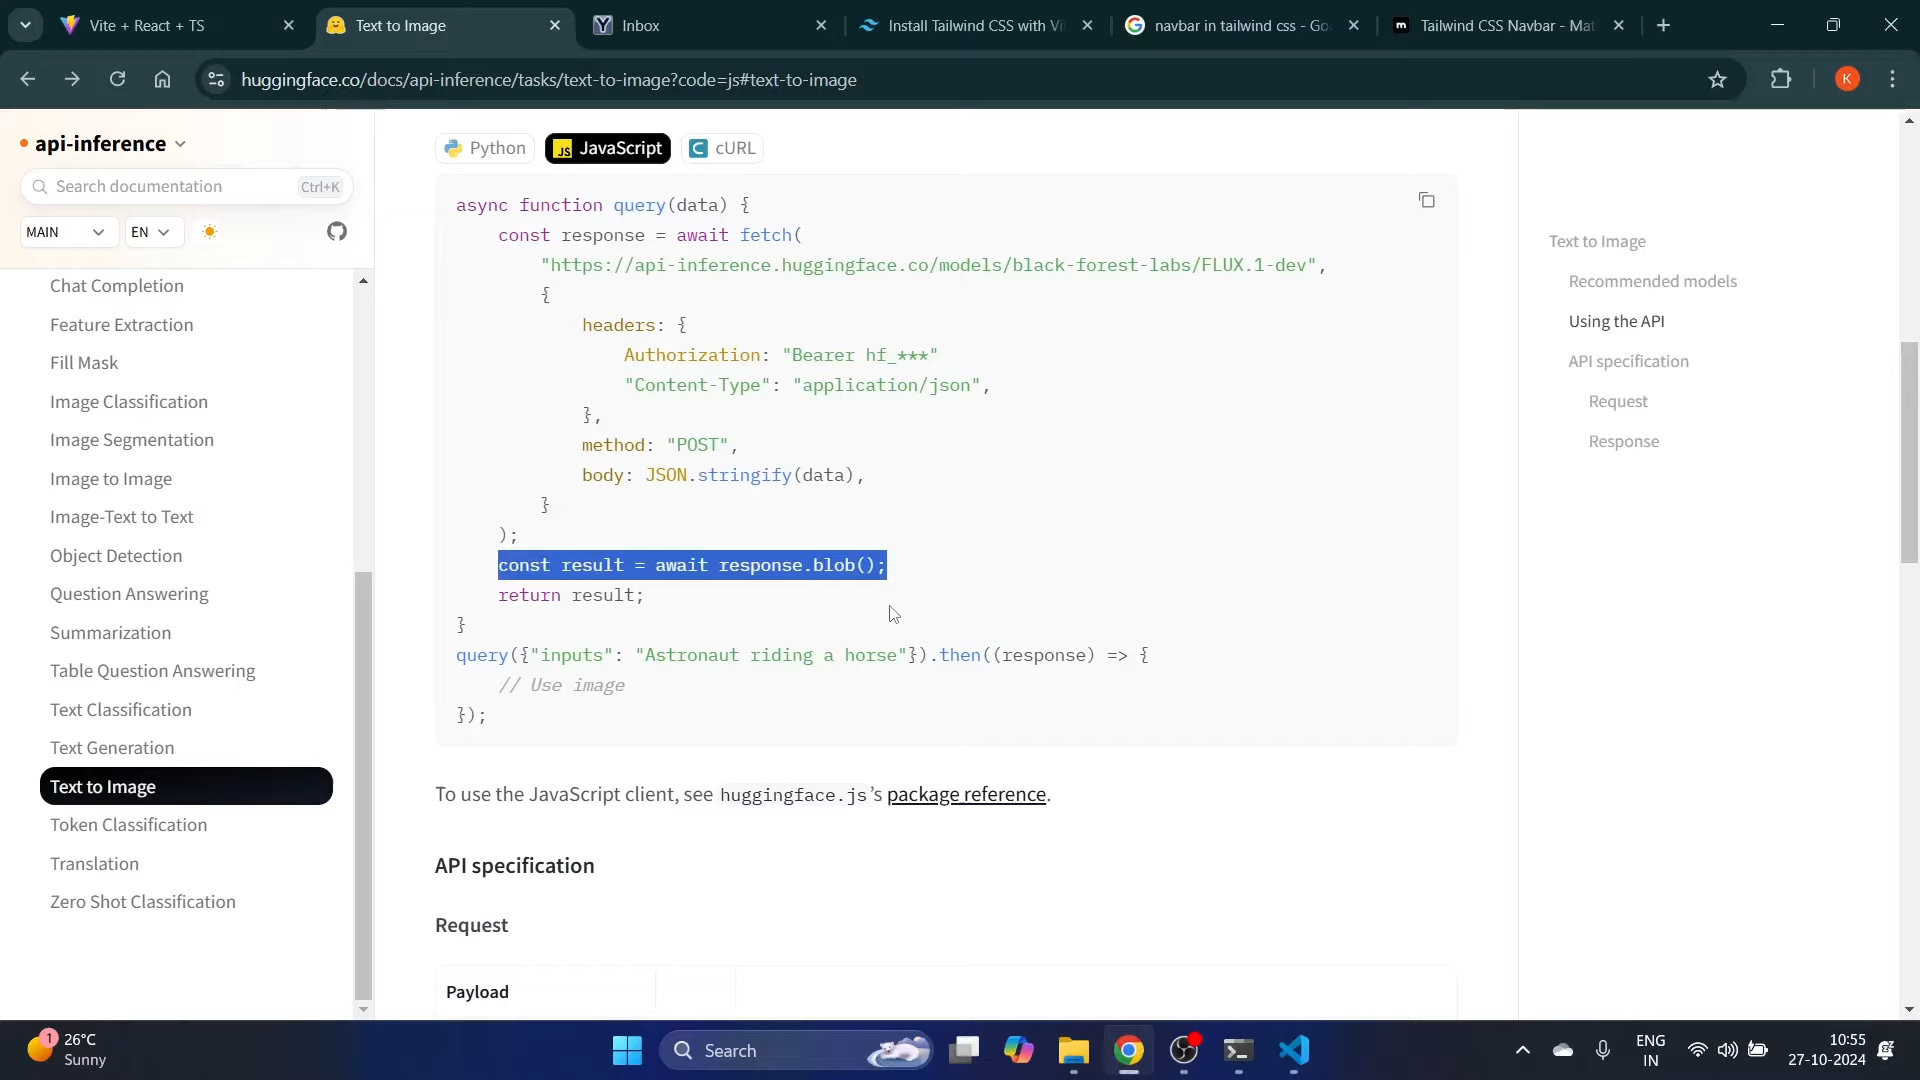 Vite + React + TS
Text to Image
Inbox
Install Tailwind CSS with Vi
navbar in tailwind css - Go
m Tailwind CSS Navbar - Mat
huggingface.co/docs/api-inference/tasks/text-to-image?code=js#text-to-image
K
api-inference
Search documentation
Ctrl+K
MAIN
EN
Chat Completion
Feature Extraction
Fill Mask
Image Classification
Image Segmentation
Image to Image
Image-Text to Text
Object Detection
Question Answering
Summarization
Table Question Answering
Text Classification
Text Generation
Text to Image
Token Classification
Translation
Zero Shot Classification
Python
JS JavaScript
C cURL
async function query(data) {
const response = await fetch(
"https://api-inference.huggingface.co/models/black-forest-labs/FLUX.1-dev",
{
headers: {
Authorization: "Bearer hf_***"
"Content-Type": "application/json",
},
method: "POST",
body: JSON.stringify(data),
}
);
const result = await response.blob();
return result;
}
query({"inputs": "Astronaut riding a horse"}).then((response) => {
// Use image
});
To use the JavaScript client, see huggingface.js’s package reference.
API specification
Request
Payload
Text to Image
Recommended models
Using the API
API specification
Request
Response
1
26°C
Sunny
Search
ENG
IN
10:55
27-10-2024